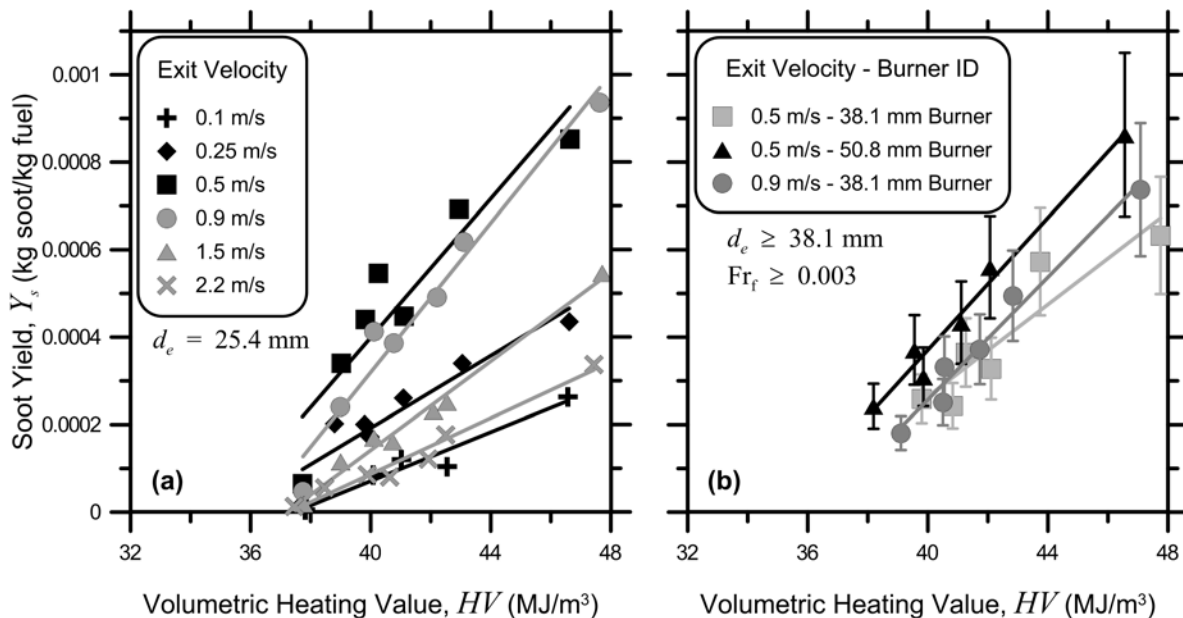 Soot Yield, Yₛ (kg soot/kg fuel)
0.001
0.0008
0.0006
0.0004
0.0002
0
Exit Velocity
0.1 m/s
0.25 m/s
0.5 m/s
0.9 m/s
1.5 m/s
2.2 m/s
dₑ = 25.4 mm
(a)
32 36 40 44 48
Volumetric Heating Value, HV (MJ/m³)
Exit Velocity - Burner ID
0.5 m/s - 38.1 mm Burner
0.5 m/s - 50.8 mm Burner
0.9 m/s - 38.1 mm Burner
dₑ ≥ 38.1 mm
Fr_f ≥ 0.003
(b)
32 36 40 44 48
Volumetric Heating Value, HV (MJ/m³)